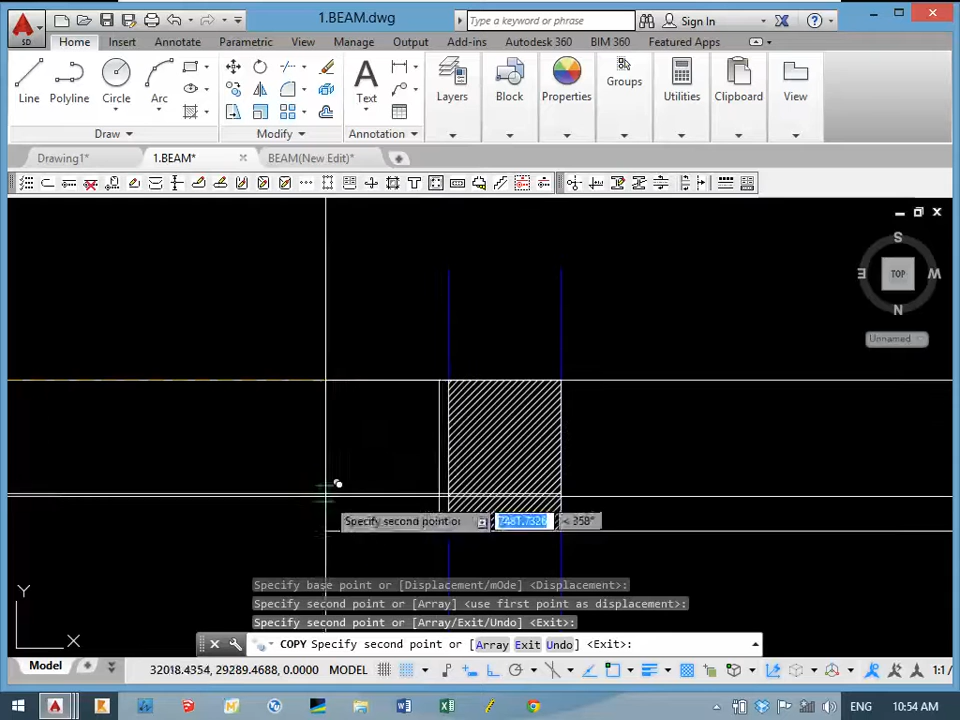 1.BEAM.dwg
Type a keyword or phrase
Sign In
SD
Home Insert Annotate Parametric View Manage Output Add-ins Autodesk 360 BIM 360 Featured Apps
Line Polyline Circle Arc Text Layers Block Properties Groups Utilities Clipboard View
Draw Modify Annotation
Drawing1* 1.BEAM* BEAM(New Edit)*
S
E TOP W
N
Unnamed
Specify second point or < 358°
Y
X
Specify base point or [Displacement/mOde] <Displacement>:
Specify second point or [Array] <use first point as displacement>:
Specify second point or [Array/Exit/Undo] <Exit>:
COPY Specify second point or [Array Exit Undo] <Exit>:
Model 32018.4354, 29289.4688, 0.0000 MODEL 1:1
ENG 10:54 AM